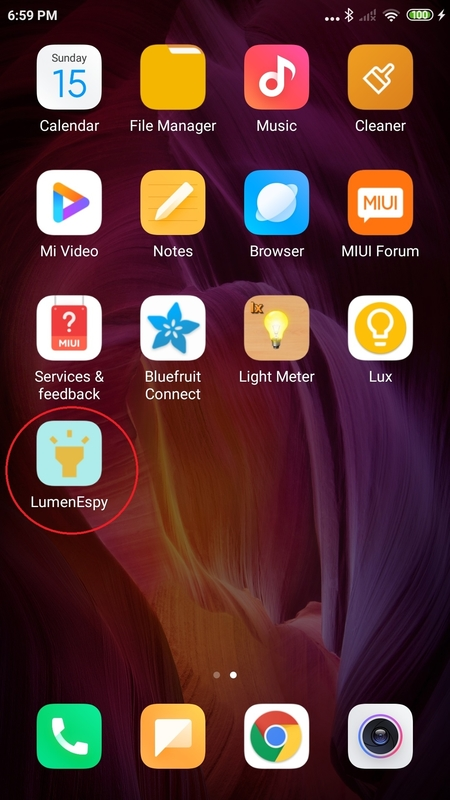 6:59 PM
100
Sunday
15
Calendar
File Manager
Music
Cleaner
MIUI
Mi Video
Notes
Browser
MIUI Forum
?
MIUI
lx
Services &
feedback
Bluefruit
Connect
Light Meter
Lux
LumenEspy